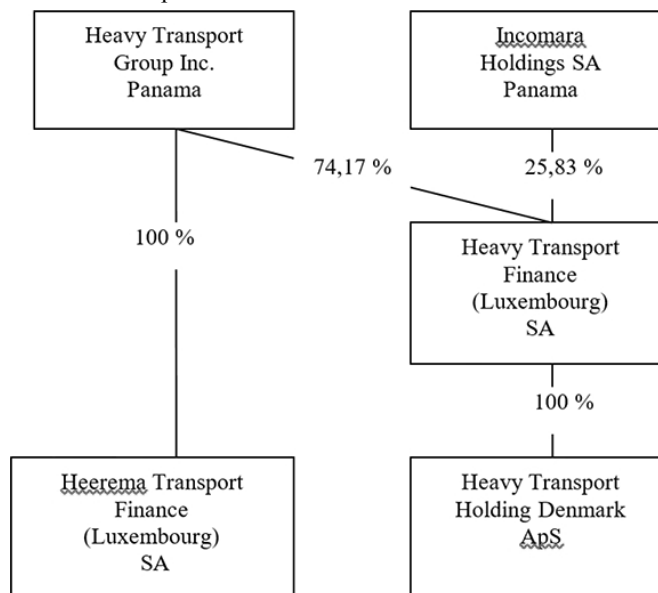 Heavy Transport
Group Inc.
Panama
Incomara
Holdings SA
Panama
74,17 %
25,83 %
100 %
Heavy Transport
Finance
(Luxembourg)
SA
100 %
Heerema Transport
Finance
(Luxembourg)
SA
Heavy Transport
Holding Denmark
ApS